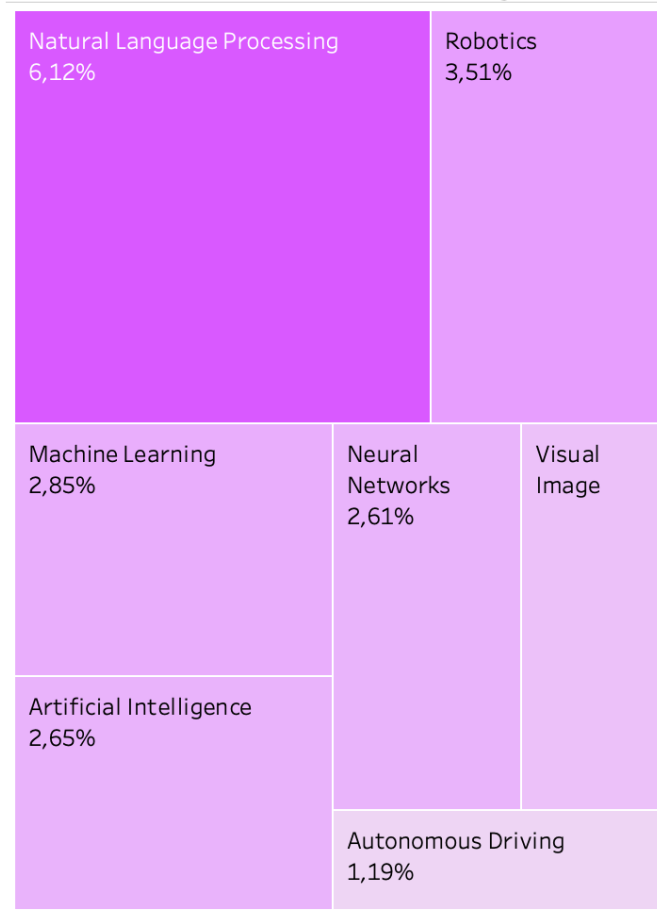 Natural Language Processing
6,12%
Robotics
3,51%
Machine Learning
2,85%
Neural
Networks
2,61%
Visual
Image
Artificial Intelligence
2,65%
Autonomous Driving
1,19%